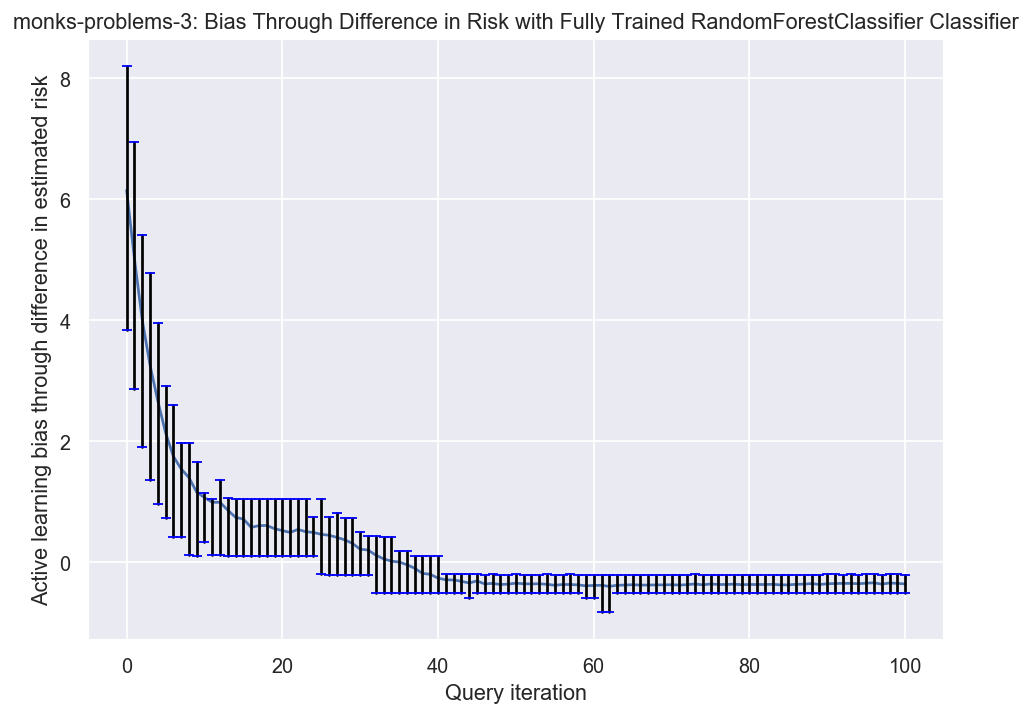 monks-problems-3: Bias Through Difference in Risk with Fully Trained RandomForestClassifier Classifier
Active learning bias through difference in estimated risk
8
6
4
2
0
0 20 40 60 80 100
Query iteration